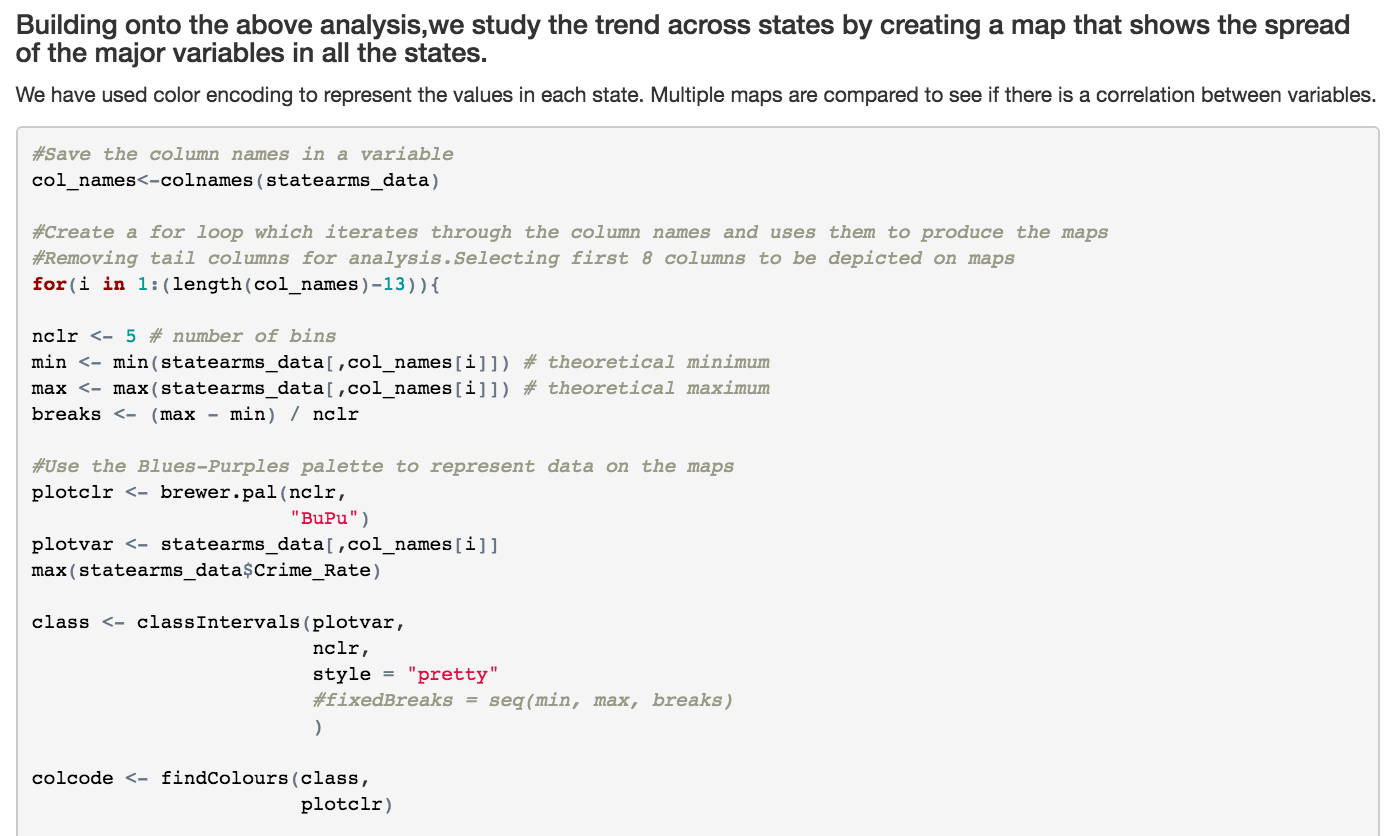 Building onto the above analysis,we study the trend across states by creating a map that shows the spread
of the major variables in all the states.
We have used color encoding to represent the values in each state. Multiple maps are compared to see if there is a correlation between variables.
#Save the column names in a variable
col_names<-colnames(statearms_data)
#Create a for loop which iterates through the column names and uses them to produce the maps
#Removing tail columns for analysis.Selecting first 8 columns to be depicted on maps
for(i in 1:(length(col_names)-13)){
nclr <- 5 # number of bins
min <- min(statearms_data[,col_names[i]]) # theoretical minimum
max <- max(statearms_data[,col_names[i]]) # theoretical maximum
breaks <- (max - min) / nclr
#Use the Blues-Purples palette to represent data on the maps
plotclr <- brewer.pal(nclr,
"BuPu")
plotvar <- statearms_data[,col_names[i]]
max(statearms_data$Crime_Rate)
class <- classIntervals(plotvar,
nclr,
style = "pretty"
#fixedBreaks = seq(min, max, breaks)
)
colcode <- findColours(class,
plotclr)